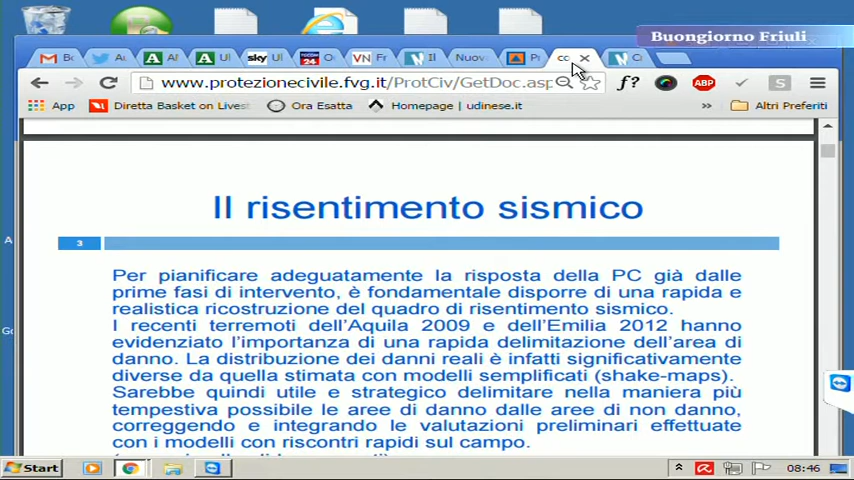 Buongiorno Friuli
sky
VN Fr
Il
Nuov
www.protezionecivile.fvg.it/ProtCiv/GetDoc.asp
f?
ABP
S
App
Diretta Basket on Livest
Ora Esatta
Homepage | udinese.it
»
Altri Preferiti
Il risentimento sismico
3
Per pianificare adeguatamente la risposta della PC già dalle
prime fasi di intervento, è fondamentale disporre di una rapida e
realistica ricostruzione del quadro di risentimento sismico.
I recenti terremoti dell'Aquila 2009 e dell'Emilia 2012 hanno
evidenziato l'importanza di una rapida delimitazione dell'area di
danno. La distribuzione dei danni reali è infatti significativamente
diverse da quella stimata con modelli semplificati (shake-maps).
Sarebbe quindi utile e strategico delimitare nella maniera più
tempestiva possibile le aree di danno dalle aree di non danno,
correggendo e integrando le valutazioni preliminari effettuate
con i modelli con riscontri rapidi sul campo.
Start
08:46